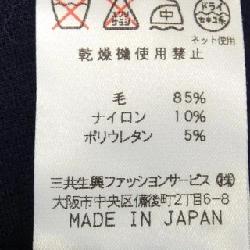 ドライ
セキユ系
ネット使用
乾燥機使用禁止
毛 85%
ナイロン 10%
ポリウレタン 5%
三共生興ファッションサービス㈱
大阪市中央区備後町2丁目6-8
MADE IN JAPAN